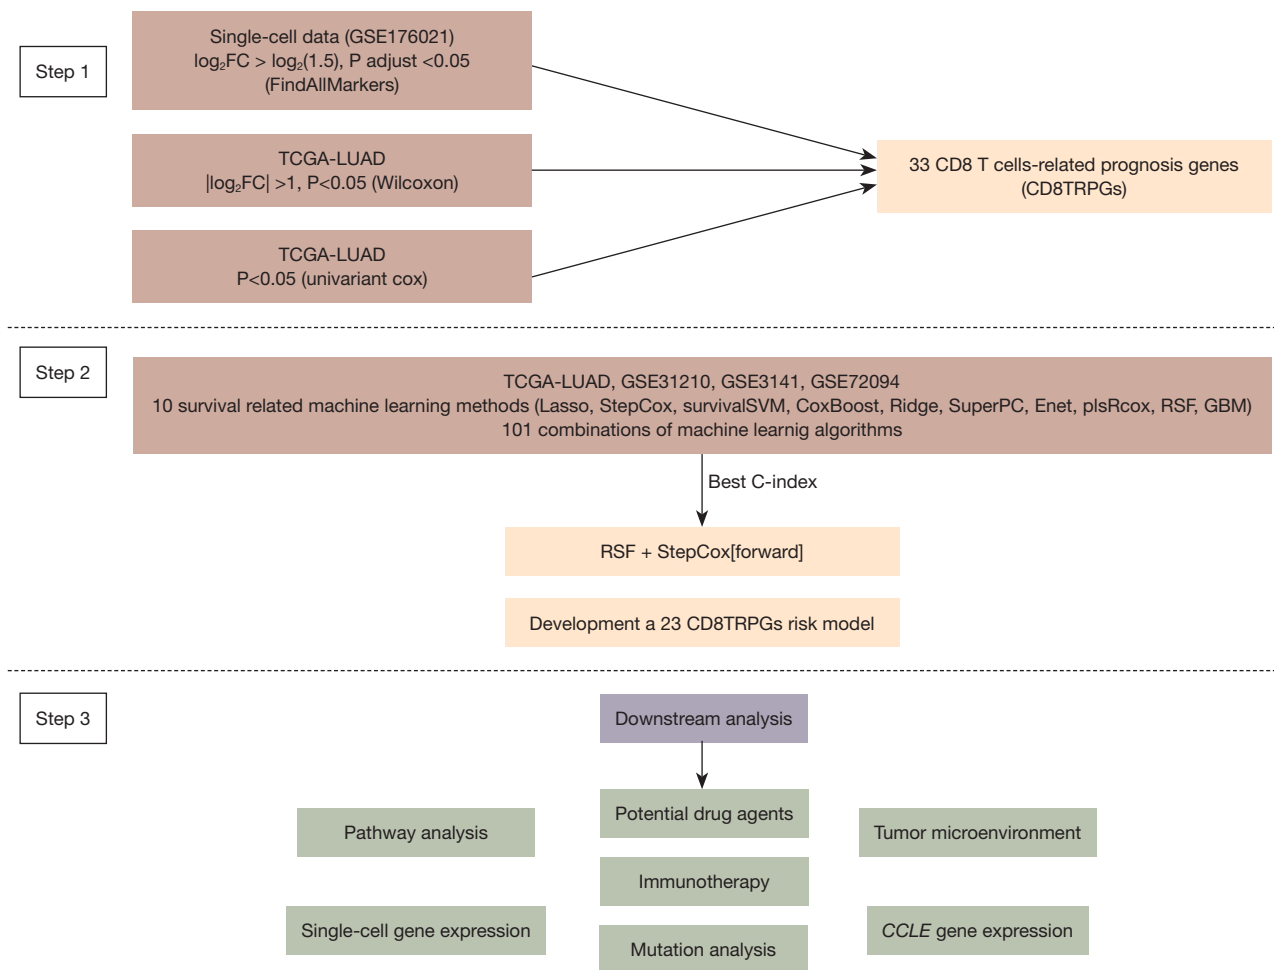 Step 1
Single-cell data (GSE176021)
log₂FC > log₂(1.5), P adjust <0.05
(FindAllMarkers)
TCGA-LUAD
|log₂FC| >1, P<0.05 (Wilcoxon)
TCGA-LUAD
P<0.05 (univariant cox)
33 CD8 T cells-related prognosis genes
(CD8TRPGs)
Step 2
TCGA-LUAD, GSE31210, GSE3141, GSE72094
10 survival related machine learning methods (Lasso, StepCox, survivalSVM, CoxBoost, Ridge, SuperPC, Enet, plsRcox, RSF, GBM)
101 combinations of machine learnig algorithms
Best C-index
RSF + StepCox[forward]
Development a 23 CD8TRPGs risk model
Step 3
Downstream analysis
Potential drug agents
Pathway analysis
Tumor microenvironment
Immunotherapy
Single-cell gene expression
CCLE gene expression
Mutation analysis